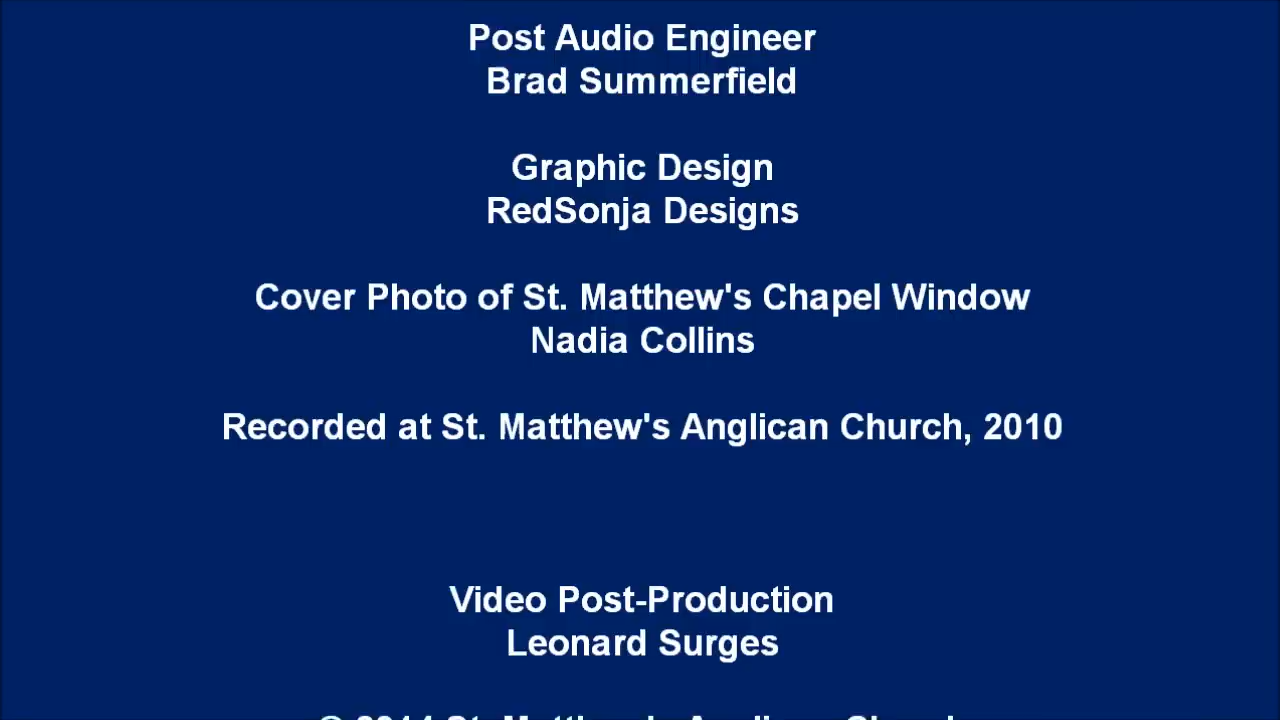 Post Audio Engineer
Brad Summerfield
Graphic Design
RedSonja Designs
Cover Photo of St. Matthew's Chapel Window
Nadia Collins
Recorded at St. Matthew's Anglican Church, 2010
Video Post-Production
Leonard Surges